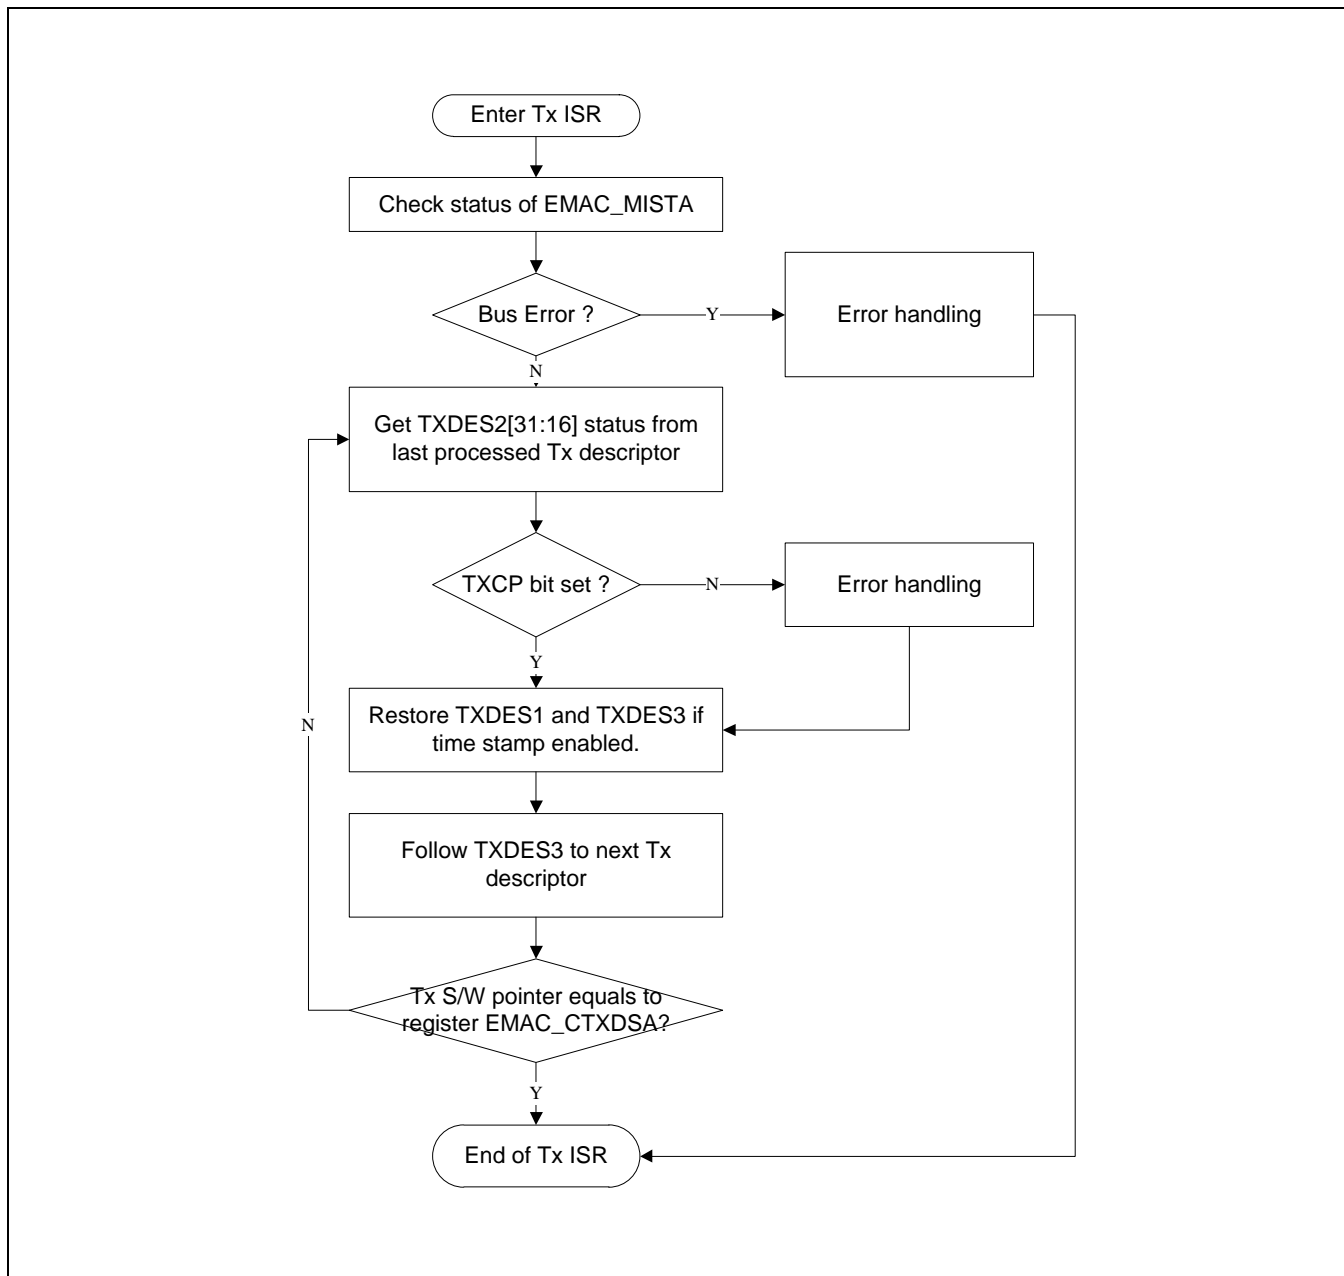 Enter Tx ISR
Check status of EMAC_MISTA
Bus Error ?
Y
Error handling
N
Get TXDES2[31:16] status from
last processed Tx descriptor
TXCP bit set ?
N
Error handling
Y
Restore TXDES1 and TXDES3 if
time stamp enabled.
N
Follow TXDES3 to next Tx
descriptor
Tx S/W pointer equals to
register EMAC_CTXDSA?
Y
End of Tx ISR